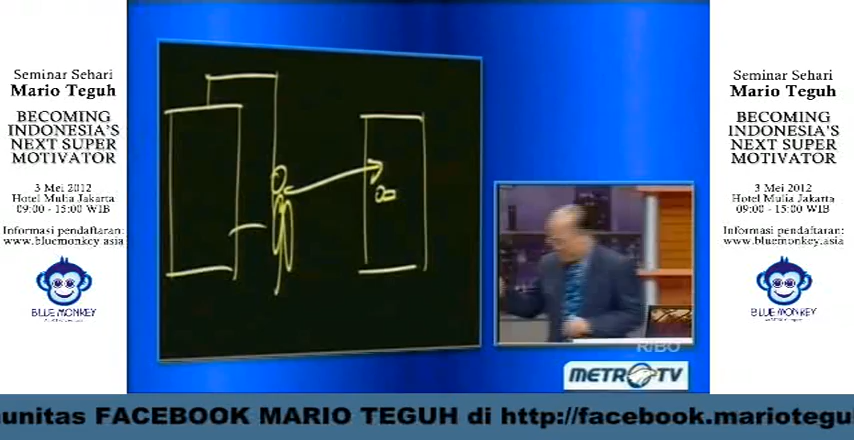 Seminar Sehari
Mario Teguh
BECOMING
INDONESIA'S
NEXT SUPER
MOTIVATOR
3 Mei 2012
Hotel Mulia Jakarta
09:00 - 15:00 WIB
Informasi pendaftaran:
www.bluemonkey.asia
BLUE MONKEY
Seminar Sehari
Mario Teguh
BECOMING
INDONESIA'S
NEXT SUPER
MOTIVATOR
3 Mei 2012
Hotel Mulia Jakarta
09:00 - 15:00 WIB
Informasi pendaftaran:
www.bluemonkey.asia
BLUE MONKEY
RIBO
METRO TV
unitas FACEBOOK MARIO TEGUH di http://facebook.marioteguh